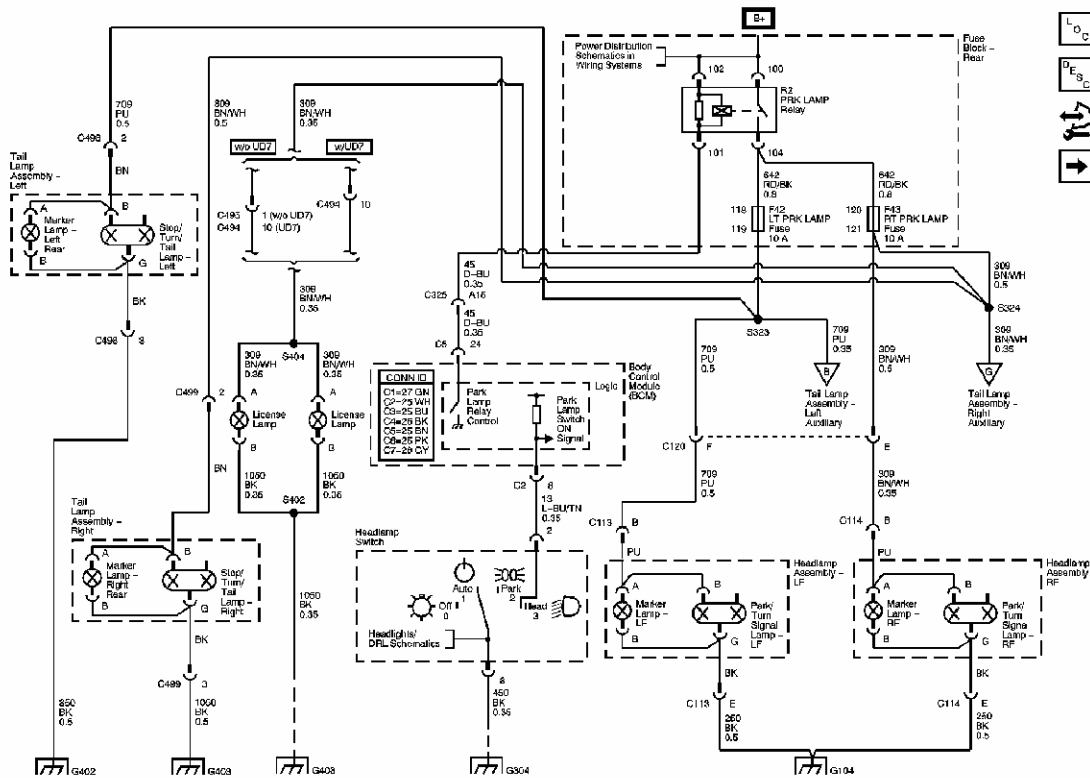 B+
Power Distribution
Schematics in
Wiring Systems
Fuse
Block –
Rear
102
100
R2
PRK LAMP
Relay
101
104
642
RD/BK
0.8
642
RD/BK
0.8
118
F42
LT PRK LAMP
119
Fuse
10 A
120
F43
RT PRK LAMP
121
Fuse
10 A
L O C
D E S C
709
PU
0.5
C498
2
BN
Tail
Lamp
Assembly –
Left
A
B
Marker
Lamp –
Left
Rear
B
G
Stop/
Turn/
Tail
Lamp –
Left
BK
C498
3
809
BN/WH
0.5
309
BN/WH
0.35
w/o UD7
w/UD7
C495
C494
1 (w/o UD7)
10 (UD7)
C494
10
309
BN/WH
0.35
S404
309
BN/WH
0.35
309
BN/WH
0.35
A
A
License
Lamp
License
Lamp
B
B
1050
BK
0.35
1050
BK
0.35
S402
C499
2
BN
Tail
Lamp
Assembly –
Right
A
B
Marker
Lamp –
Right
Rear
B
G
Stop/
Turn/
Tail
Lamp –
Right
BK
C499
3
1050
BK
0.5
1050
BK
0.35
850
BK
0.5
G402
G403
G403
45
D–BU
0.35
C325
A16
45
D–BU
0.35
C6
24
CONN ID
C1=27 GN
C2=25 WH
C3=25 BU
C4=26 BK
C5=25 BN
C6=25 PK
C7=29 GY
Park
Lamp
Relay
Control
Logic
Park
Lamp
Switch
ON
Signal
Body
Control
Module
(BCM)
C2
8
13
L–BU/TN
0.35
2
Headlamp
Switch
Auto
1
Off
0
Park
2
Head
3
Headlights/
DRL Schematics
8
450
BK
0.35
G304
S323
709
PU
0.5
709
PU
0.35
B
Tail Lamp
Assembly –
Left
Auxiliary
309
BN/WH
0.5
309
BN/WH
0.5
S324
309
BN/WH
0.35
G
Tail Lamp
Assembly –
Right
Auxiliary
C120
F
E
709
PU
0.5
309
BN/WH
0.35
C113
B
PU
C114
B
PU
Headlamp
Assembly –
LF
A
B
Marker
Lamp –
LF
B
G
Park/
Turn
Signal
Lamp –
LF
BK
C113
E
250
BK
0.5
Headlamp
Assembly –
RF
A
B
Marker
Lamp –
RF
B
G
Park/
Turn
Signa
Lamp –
RF
BK
C114
E
250
BK
0.5
G104